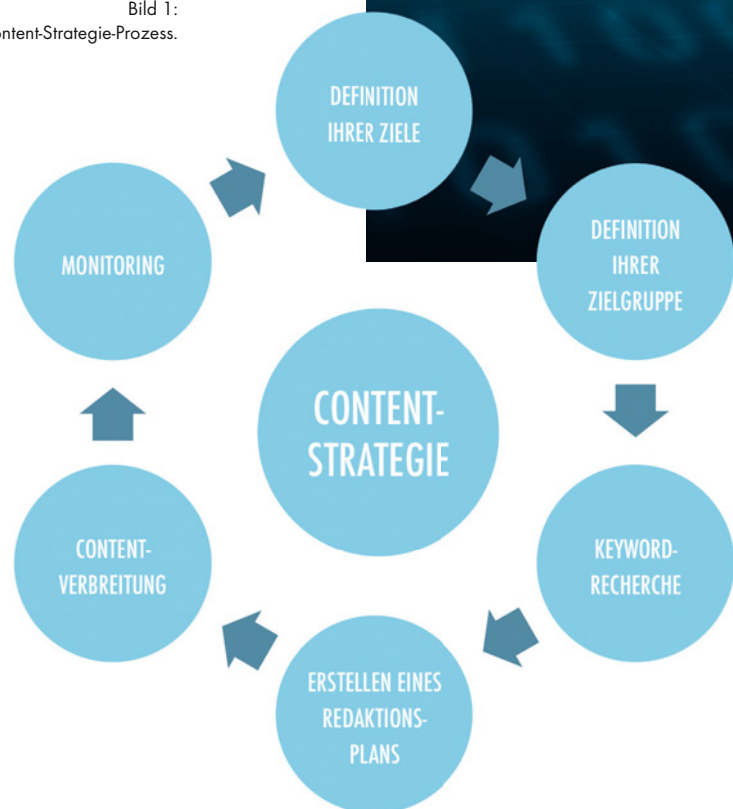 Bild 1:
ontent-Strategie-Prozess.
DEFINITION
IHRER ZIELE
DEFINITION
IHRER
ZIELGRUPPE
KEYWORD-
RECHERCHE
ERSTELLEN EINES
REDAKTIONS-
PLANS
CONTENT-
VERBREITUNG
MONITORING
CONTENT-
STRATEGIE